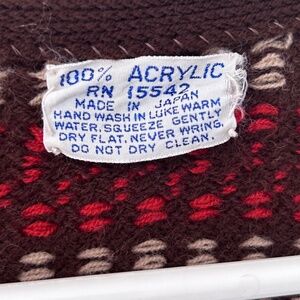 100% ACRYLIC
RN 15542
MADE IN JAPAN
HAND WASH IN LUKE WARM
WATER, SQUEEZE GENTLY
DRY FLAT. NEVER WRING.
DO NOT DRY CLEAN.